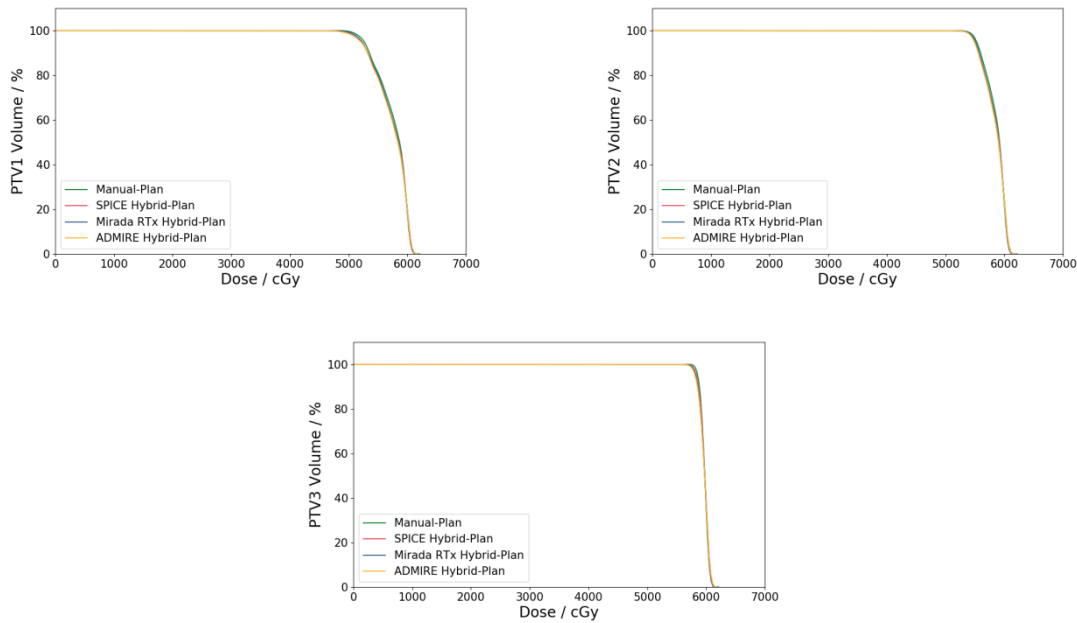 PTV1 Volume / %
100
80
60
40
20
0
Manual-Plan
SPICE Hybrid-Plan
Mirada RTx Hybrid-Plan
ADMIRE Hybrid-Plan
0 1000 2000 3000 4000 5000 6000 7000
Dose / cGy
PTV2 Volume / %
100
80
60
40
20
0
Manual-Plan
SPICE Hybrid-Plan
Mirada RTx Hybrid-Plan
ADMIRE Hybrid-Plan
0 1000 2000 3000 4000 5000 6000 7000
Dose / cGy
PTV3 Volume / %
100
80
60
40
20
0
Manual-Plan
SPICE Hybrid-Plan
Mirada RTx Hybrid-Plan
ADMIRE Hybrid-Plan
0 1000 2000 3000 4000 5000 6000 7000
Dose / cGy